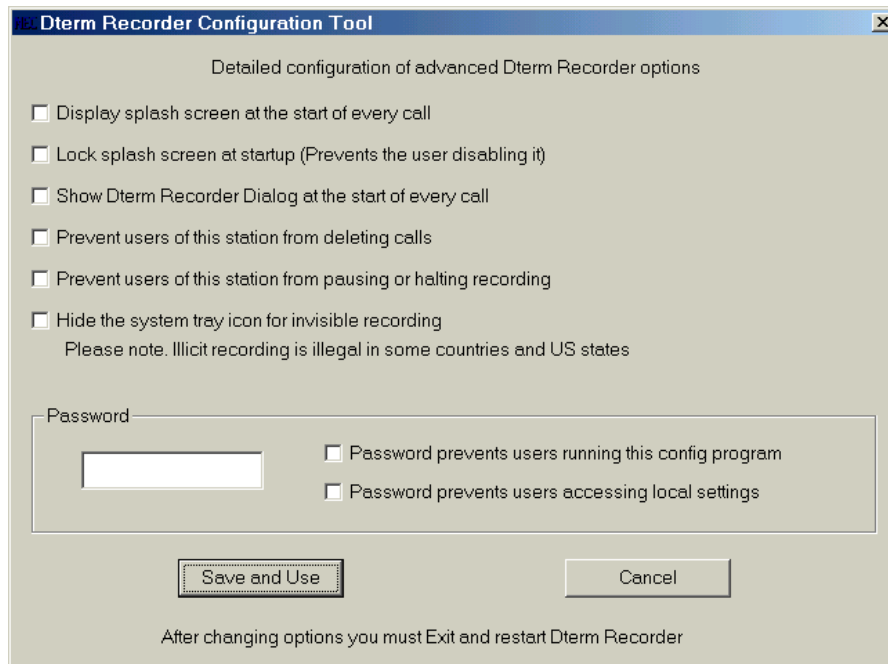 NEC Dterm Recorder Configuration Tool
Detailed configuration of advanced Dterm Recorder options
Display splash screen at the start of every call
Lock splash screen at startup (Prevents the user disabling it)
Show Dterm Recorder Dialog at the start of every call
Prevent users of this station from deleting calls
Prevent users of this station from pausing or halting recording
Hide the system tray icon for invisible recording
Please note. Illicit recording is illegal in some countries and US states
Password
Password prevents users running this config program
Password prevents users accessing local settings
Save and Use
Cancel
After changing options you must Exit and restart Dterm Recorder